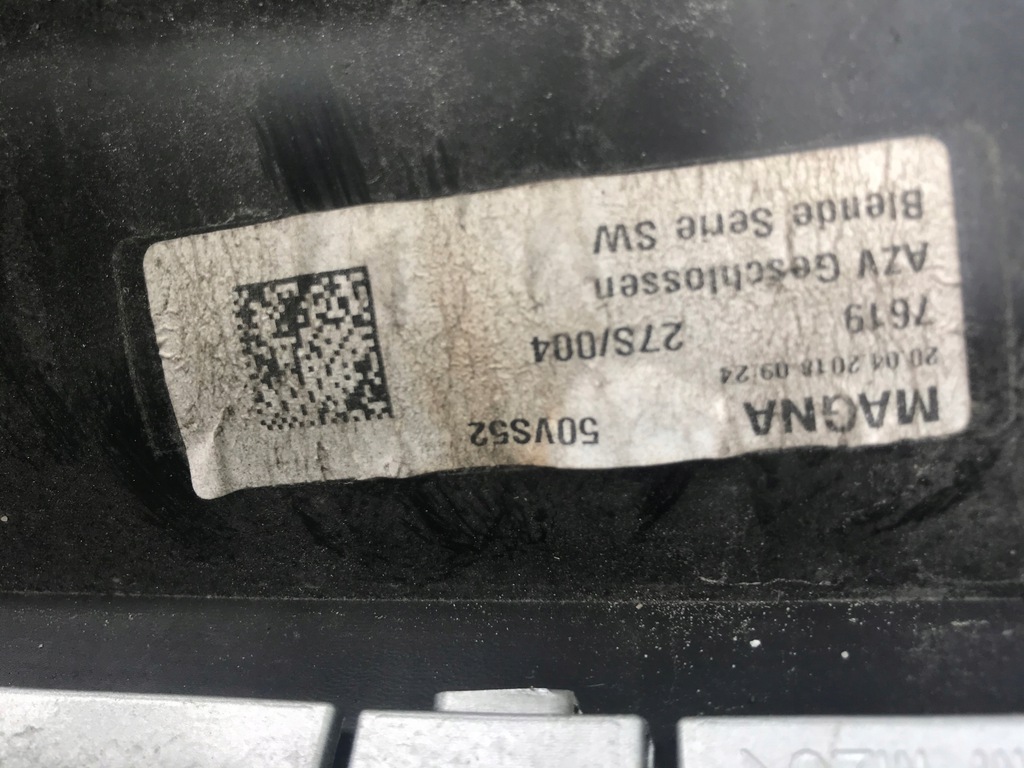 MAGNA 50VS52
20.04.2018 09:24
7619 27S/004
AZV Geschlossen
Blende Serie SW